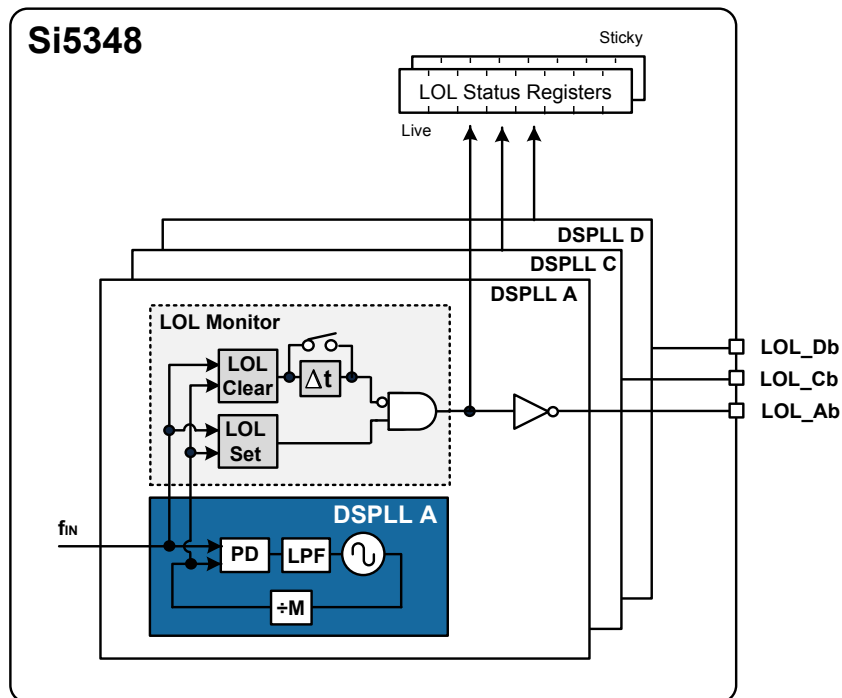 Si5348
Sticky
LOL Status Registers
Live
DSPLL D
DSPLL C
DSPLL A
LOL Monitor
LOL
Clear
Δt
LOL
Set
LOL_Db
LOL_Cb
LOL_Ab
DSPLL A
fIN
PD
LPF
÷M